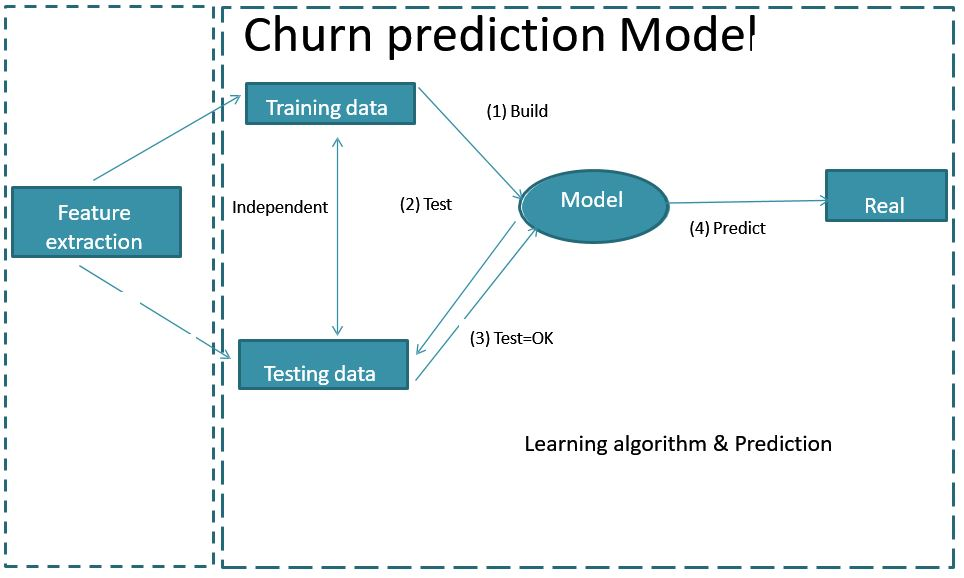 Churn prediction Model
Training data
(1) Build
Feature
extraction
Independent
(2) Test
Model
(4) Predict
Real
(3) Test=OK
Testing data
Learning algorithm & Prediction